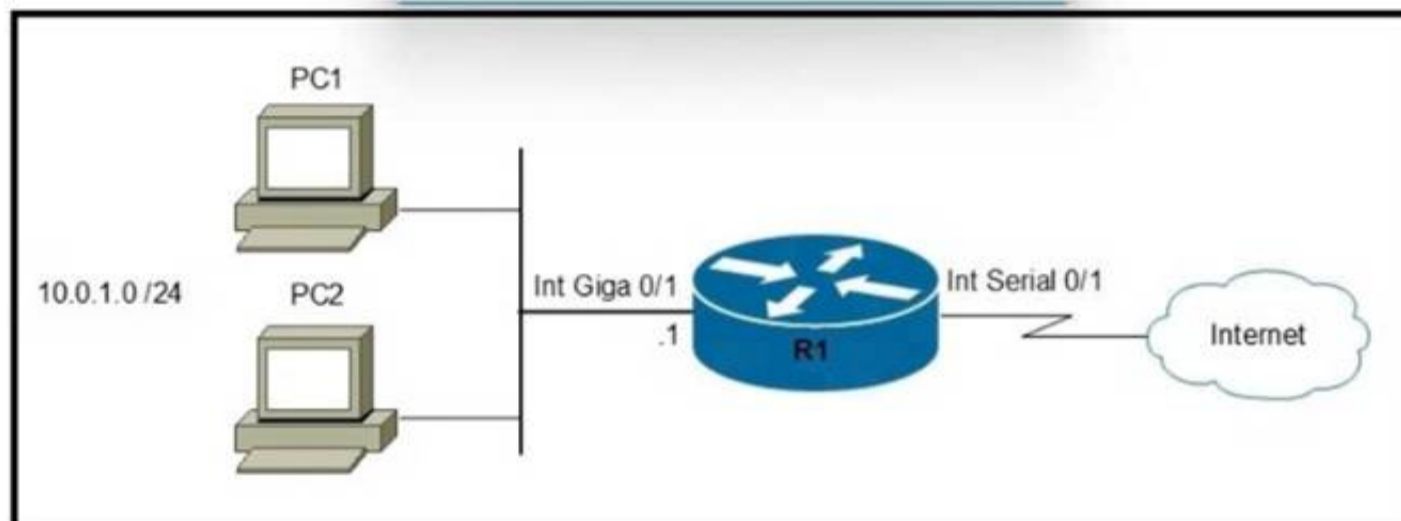 PC1
10.0.1.0 /24
PC2
Int Giga 0/1
.1
R1
Int Serial 0/1
Internet